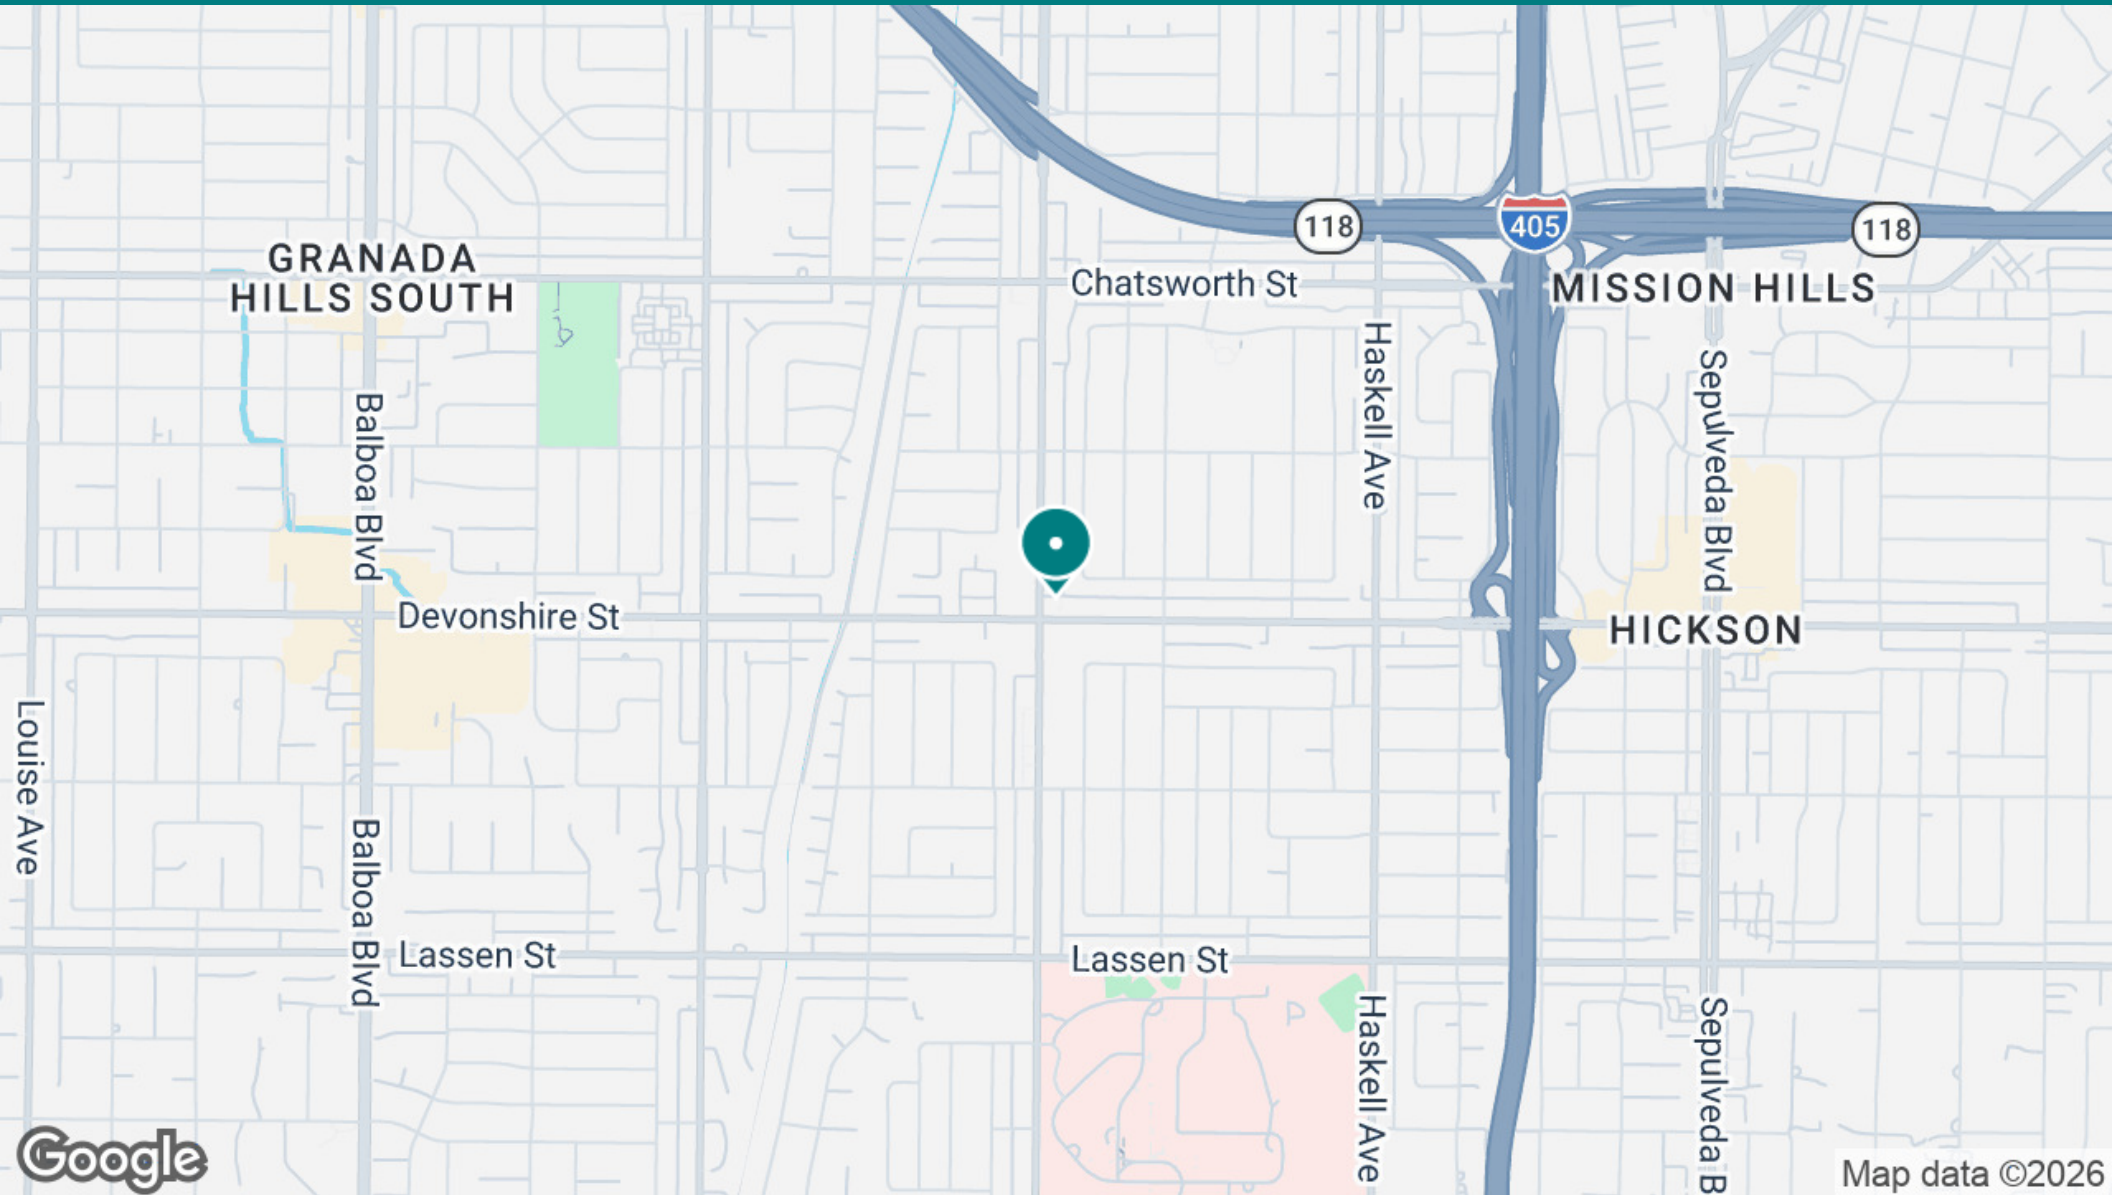 118
405
118
GRANADA
HILLS SOUTH
Chatsworth St
MISSION HILLS
Haskell Ave
Sepulveda Blvd
Balboa Blvd
Devonshire St
HICKSON
Louise Ave
Balboa Blvd
Lassen St
Lassen St
P
Haskell Ave
Sepulveda B
Google
Map data ©2026